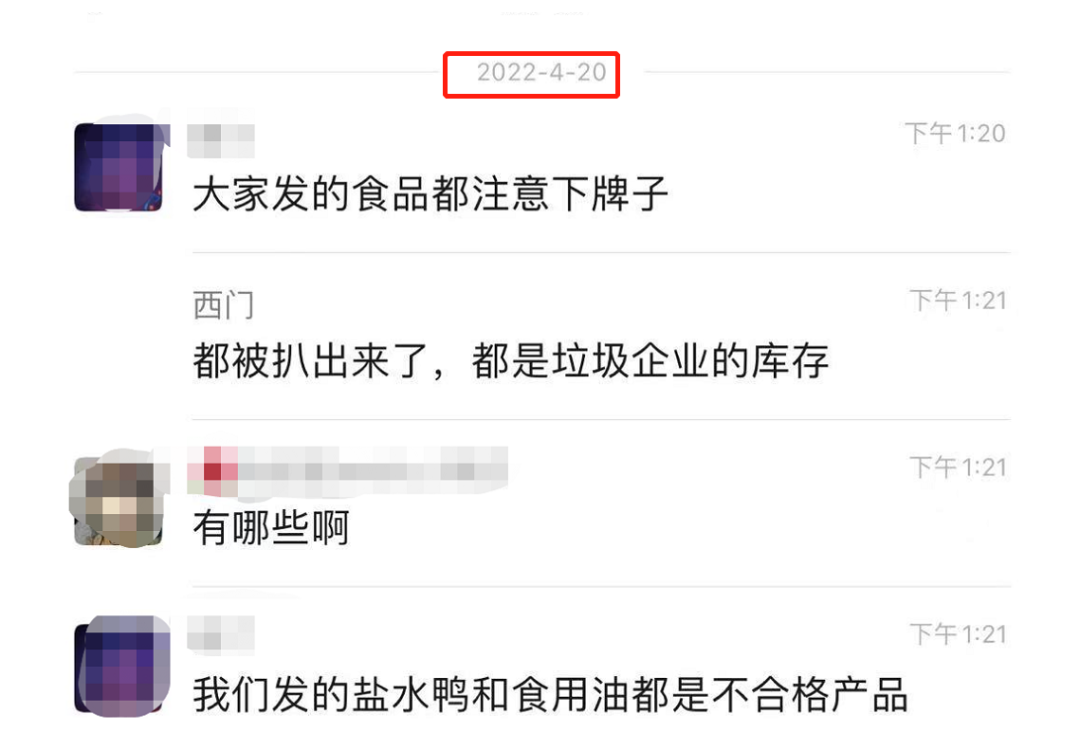 2022-4-20
下午1:20
大家发的食品都注意下牌子
西门
下午1:21
都被扒出来了，都是垃圾企业的库存
下午1:21
有哪些啊
下午1:21
我们发的盐水鸭和食用油都是不合格产品